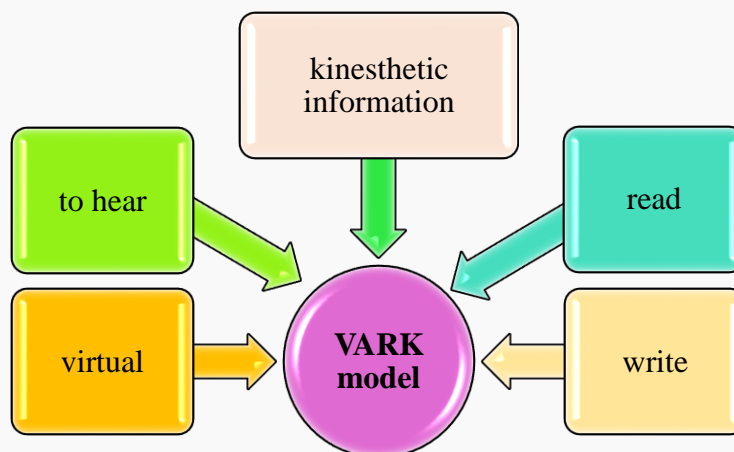 kinesthetic
information
to hear
read
virtual
VARK
model
write